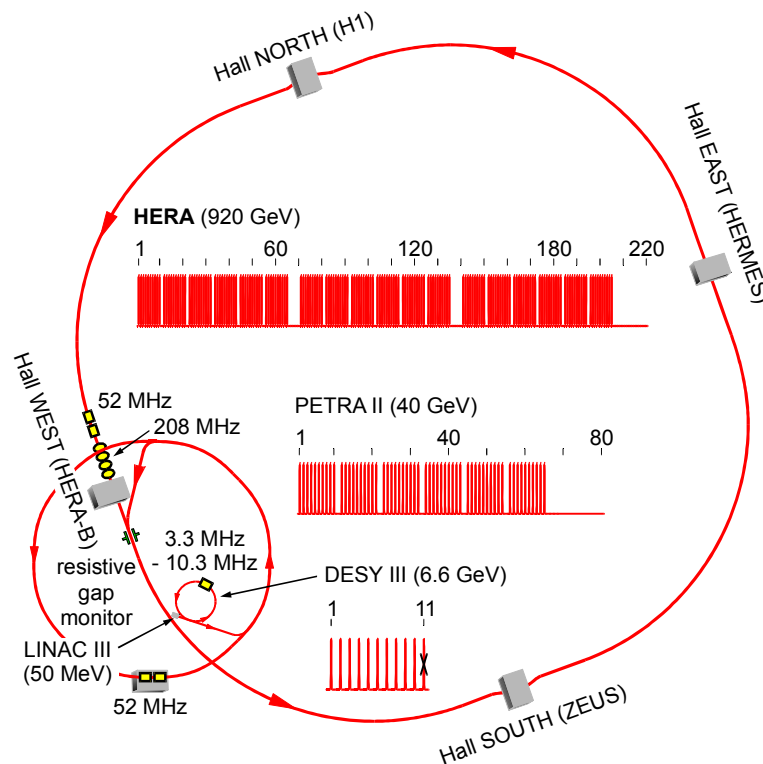 Hall NORTH (H1)
Hall EAST (HERMES)
HERA (920 GeV)
1 60 120 180 220
Hall WEST (HERA-B)
52 MHz
208 MHz
PETRA II (40 GeV)
1 40 80
3.3 MHz
- 10.3 MHz
resistive
gap
monitor
DESY III (6.6 GeV)
1 11
LINAC III
(50 MeV)
52 MHz
Hall SOUTH (ZEUS)